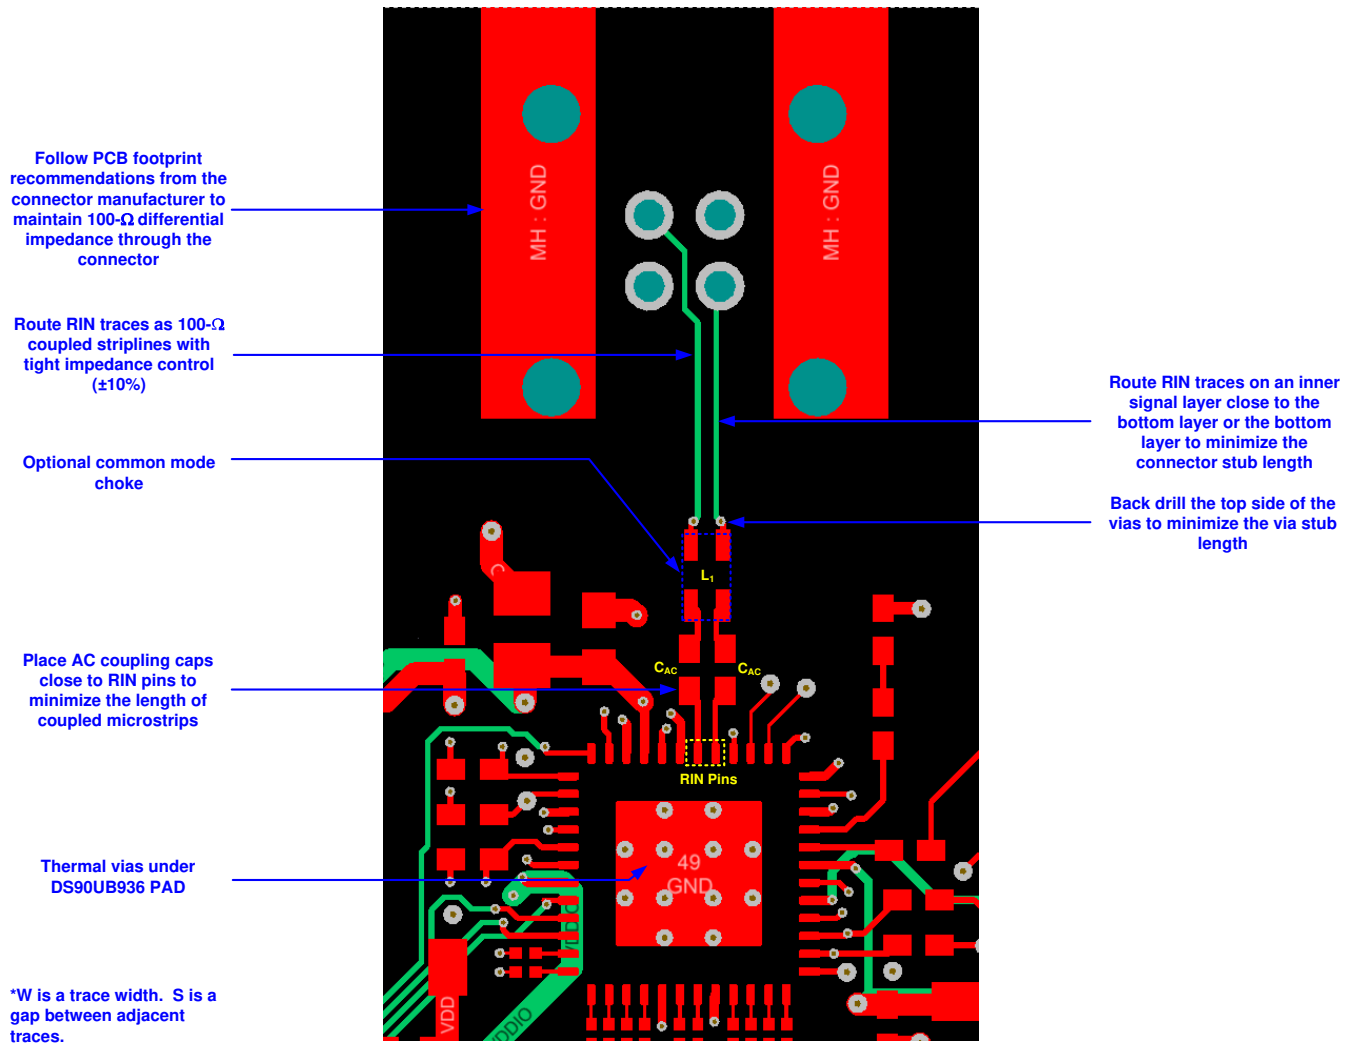 Follow PCB footprint
recommendations from the
connector manufacturer to
maintain 100-Ω differential
impedance through the
connector
MH : GND
MH : GND
Route RIN traces as 100-Ω
coupled striplines with
tight impedance control
(±10%)
Route RIN traces on an inner
signal layer close to the
bottom layer or the bottom
layer to minimize the
connector stub length
Optional common mode
choke
Back drill the top side of the
vias to minimize the via stub
length
L1
Place AC coupling caps
close to RIN pins to
minimize the length of
coupled microstrips
CAC
CAC
RIN Pins
Thermal vias under
DS90UB936 PAD
49
GND
*W is a trace width. S is a
gap between adjacent
traces.
VDD
VDDIO